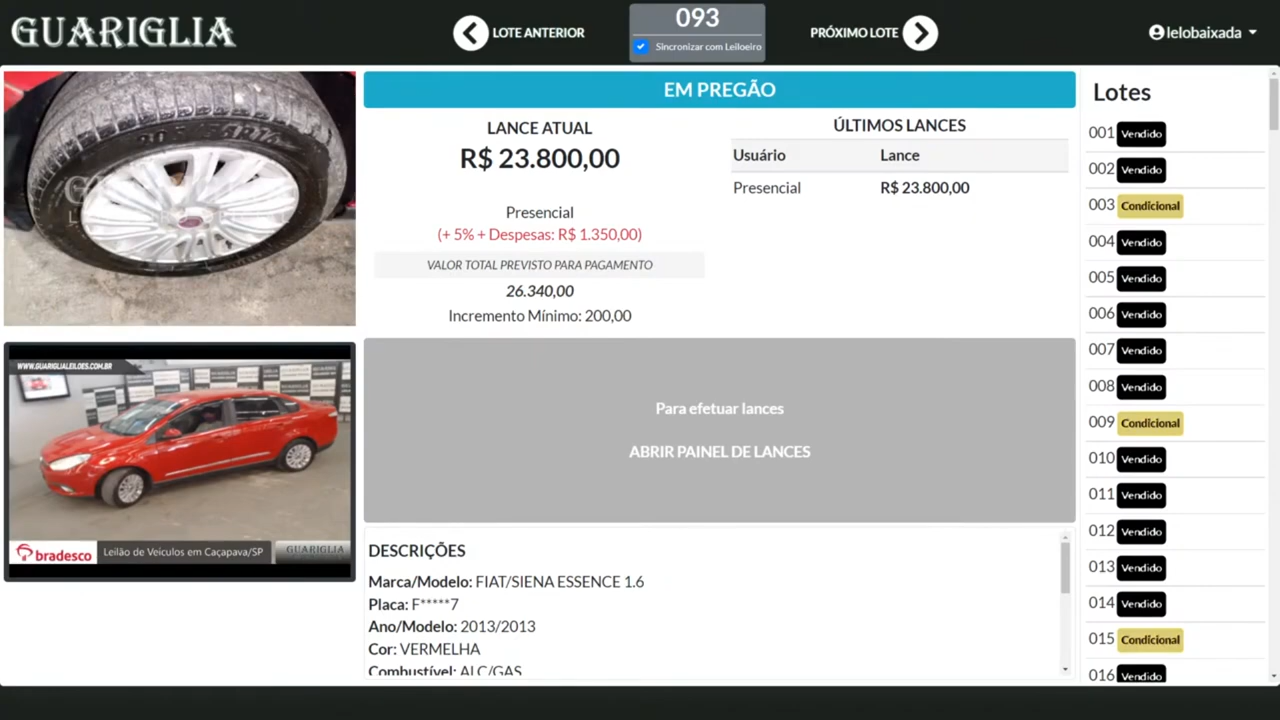 GUARIGLIA
LOTE ANTERIOR
093
Sincronizar com Leiloeiro
PRÓXIMO LOTE
lelobaixada
EM PREGÃO
LANCE ATUAL
R$ 23.800,00
Presencial
(+ 5% + Despesas: R$ 1.350,00)
VALOR TOTAL PREVISTO PARA PAGAMENTO
26.340,00
Incremento Mínimo: 200,00
ÚLTIMOS LANCES
Usuário Lance
Presencial R$ 23.800,00
Para efetuar lances
ABRIR PAINEL DE LANCES
WWW.GUARIGLIALEILOES.COM.BR
bradesco
Leilão de Veiculos em Caçapava/SP
GUARIGLIA
DESCRIÇÕES
Marca/Modelo: FIAT/SIENA ESSENCE 1.6
Placa: F*****7
Ano/Modelo: 2013/2013
Cor: VERMELHA
Combustível: ALC/GAS
Lotes
001 Vendido
002 Vendido
003 Condicional
004 Vendido
005 Vendido
006 Vendido
007 Vendido
008 Vendido
009 Condicional
010 Vendido
011 Vendido
012 Vendido
013 Vendido
014 Vendido
015 Condicional
016 Vendido